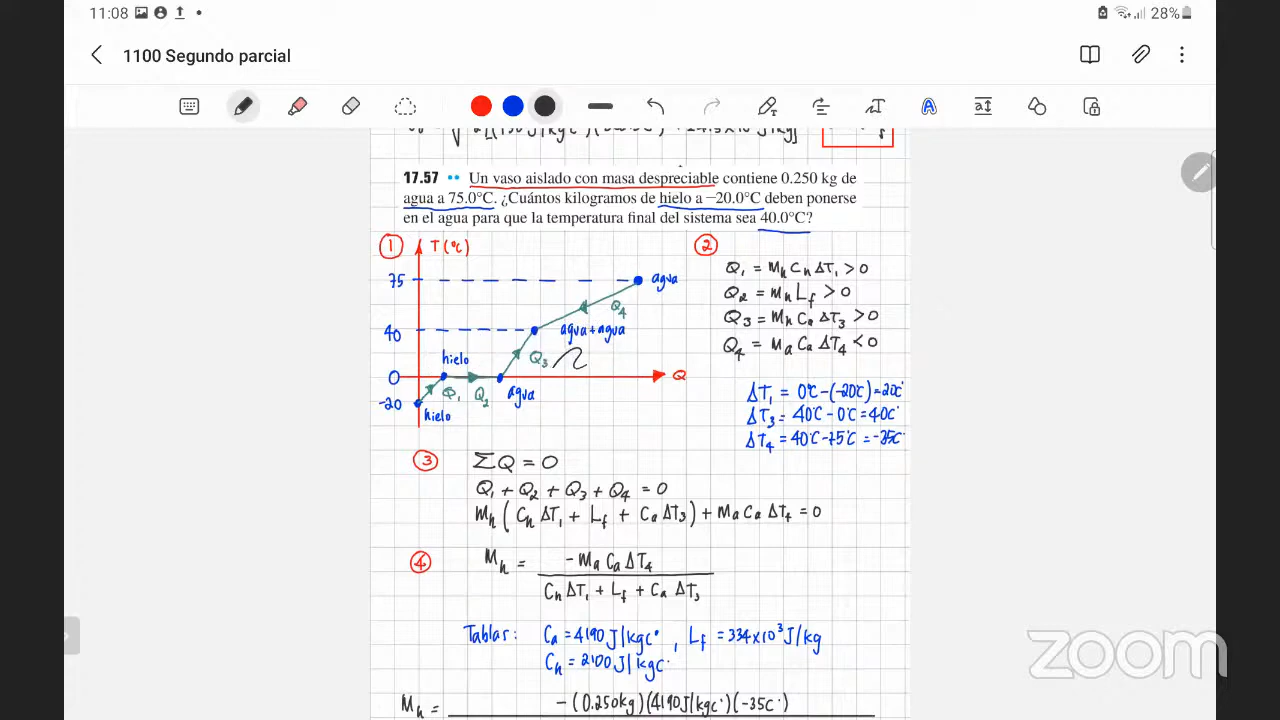 11:08
28%
1100 Segundo parcial
17.57 •• Un vaso aislado con masa despreciable contiene 0.250 kg de
agua a 75.0°C. ¿Cuántos kilogramos de hielo a −20.0°C deben ponerse
en el agua para que la temperatura final del sistema sea 40.0°C?
① T(°C)
75
agua
Q4
40
agua+agua
Q3
hielo
0
Q
Q1
Q2
agua
-20
hielo
②
Q1 = Mh Ch ΔT1 > 0
Q2 = Mh Lf > 0
Q3 = Mh Ca ΔT3 > 0
Q4 = Ma Ca ΔT4 < 0
ΔT1 = 0°C-(-20°C)=20C°
ΔT3 = 40°C-0°C=40C°
ΔT4 = 40°C-75°C=-35C°
③ ΣQ = 0
Q1 + Q2 + Q3 + Q4 = 0
Mh ( Ch ΔT1 + Lf + Ca ΔT3 ) + Ma Ca ΔT4 = 0
④ Mh = - Ma Ca ΔT4
Ch ΔT1 + Lf + Ca ΔT3
Tablas: Ca = 4190 J/kgC° , Lf = 334x10³ J/kg
Ch = 2100 J/kgC°
Mh = -(0.250kg)(4190J/kgC°)(-35C°)
zoom